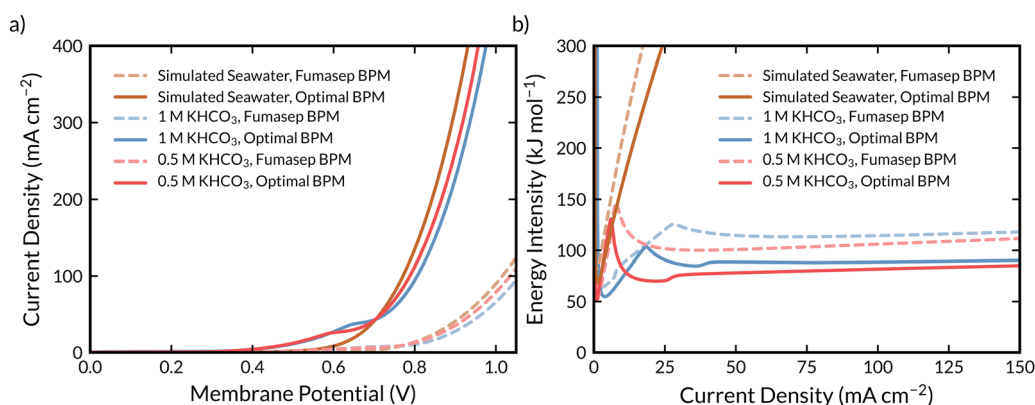 a)
Current Density (mA cm⁻²)
400
300
200
100
0
Simulated Seawater, Fumasep BPM
Simulated Seawater, Optimal BPM
1 M KHCO₃, Fumasep BPM
1 M KHCO₃, Optimal BPM
0.5 M KHCO₃, Fumasep BPM
0.5 M KHCO₃, Optimal BPM
0.0 0.2 0.4 0.6 0.8 1.0
Membrane Potential (V)
b)
Energy Intensity (kJ mol⁻¹)
300
250
200
150
100
50
0
Simulated Seawater, Fumasep BPM
Simulated Seawater, Optimal BPM
1 M KHCO₃, Fumasep BPM
1 M KHCO₃, Optimal BPM
0.5 M KHCO₃, Fumasep BPM
0.5 M KHCO₃, Optimal BPM
0 25 50 75 100 125 150
Current Density (mA cm⁻²)